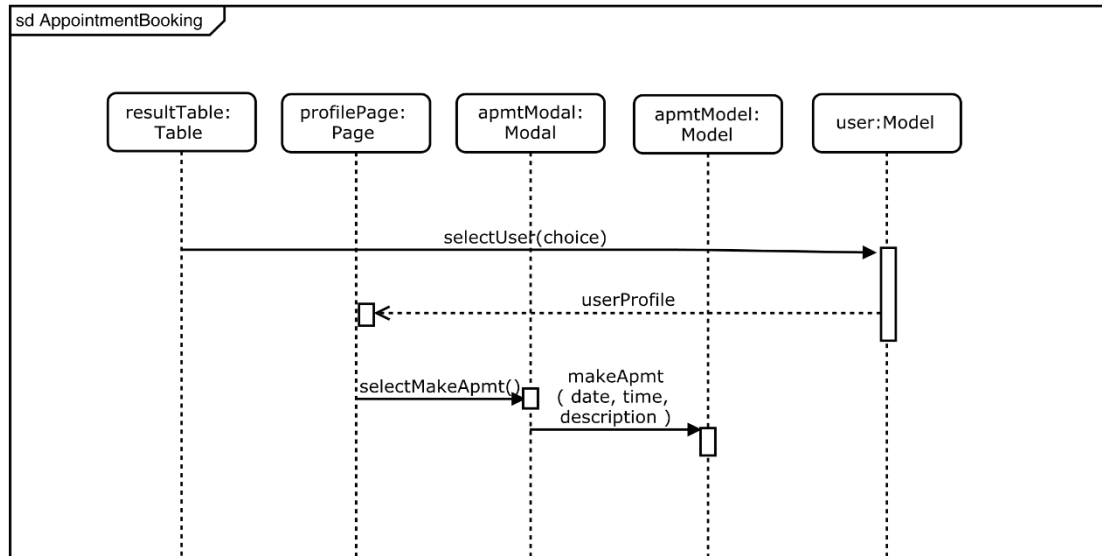 sd AppointmentBooking
resultTable:
Table
profilePage:
Page
apmtModal:
Modal
apmtModel:
Model
user:Model
selectUser(choice)
userProfile
selectMakeApmt()
makeApmt
( date, time,
description )